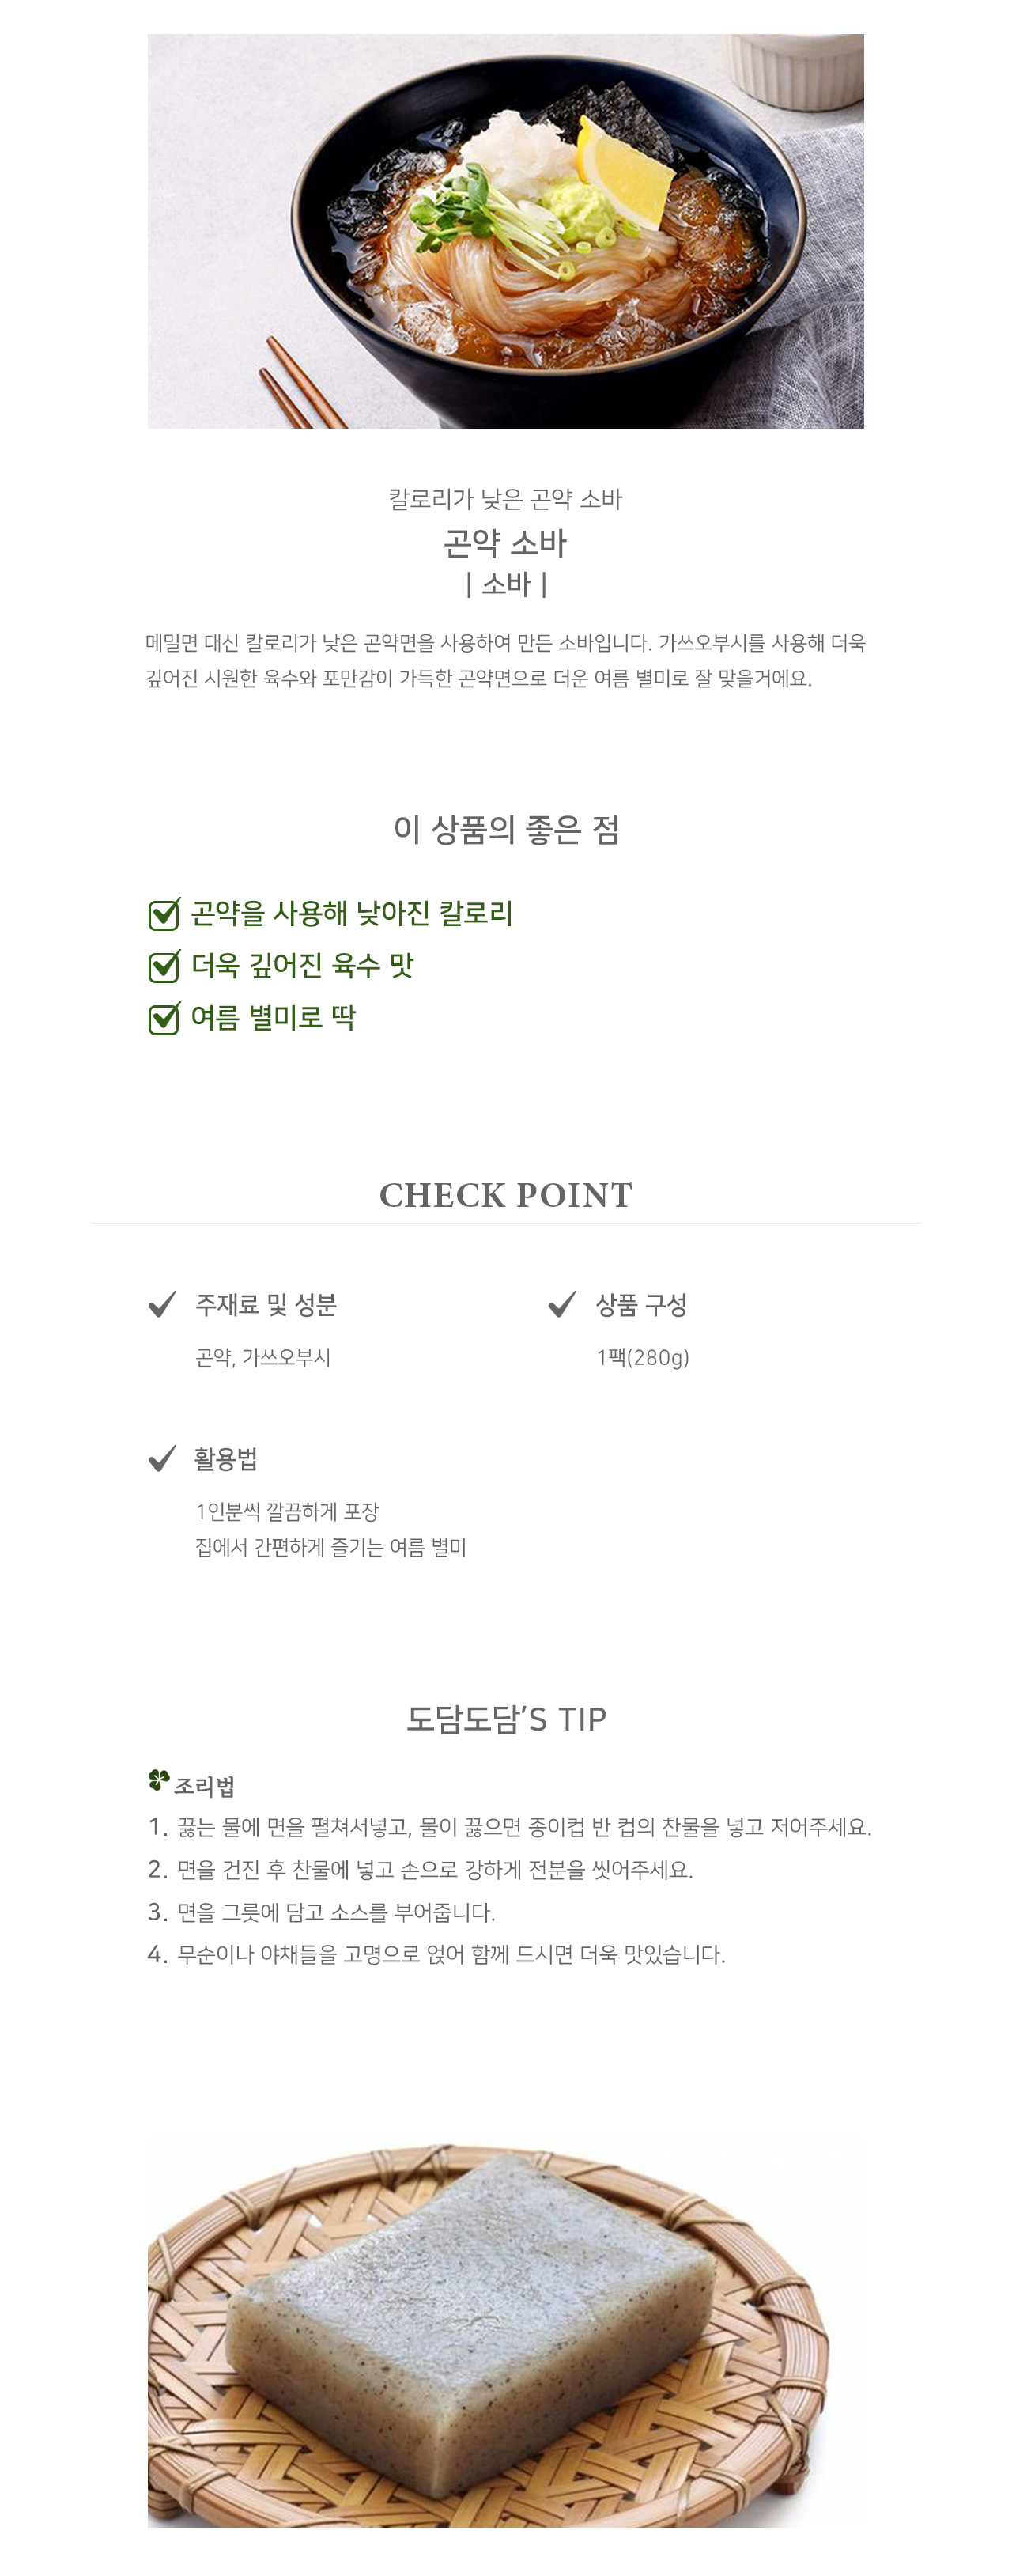 칼로리가 낮은 곤약 소바
곤약 소바
| 소바 |
메밀면 대신 칼로리가 낮은 곤약면을 사용하여 만든 소바입니다. 가쓰오부시를 사용해 더욱
깊어진 시원한 육수와 포만감이 가득한 곤약면으로 더운 여름 별미로 잘 맞을거에요.
이 상품의 좋은 점
곤약을 사용해 낮아진 칼로리
더욱 깊어진 육수 맛
여름 별미로 딱
CHECK POINT
주재료 및 성분
곤약, 가쓰오부시
상품 구성
1팩(280g)
활용법
1인분씩 깔끔하게 포장
집에서 간편하게 즐기는 여름 별미
도담도담’S TIP
조리법
1. 끓는 물에 면을 펼쳐서넣고, 물이 끓으면 종이컵 반 컵의 찬물을 넣고 저어주세요.
2. 면을 건진 후 찬물에 넣고 손으로 강하게 전분을 씻어주세요.
3. 면을 그릇에 담고 소스를 부어줍니다.
4. 무순이나 야채들을 고명으로 얹어 함께 드시면 더욱 맛있습니다.